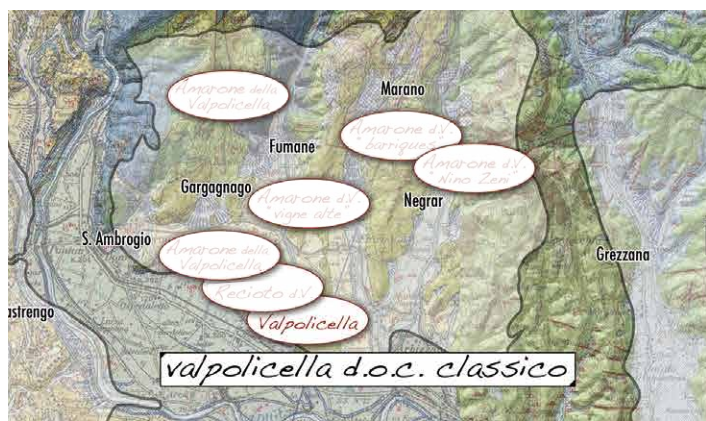 Amarone della
Valpolicella
Marano
Amarone d.V.
"barriques"
Fumane
Amarone d.V.
"Nino Zeni"
Gargagnago
Amarone d.V.
"vigne alte"
Negrar
S. Ambrogio
Amarone della
Valpolicella
Grezzana
Recioto d.V.
astrengo
Valpolicella
valpolicella d.o.c. classico